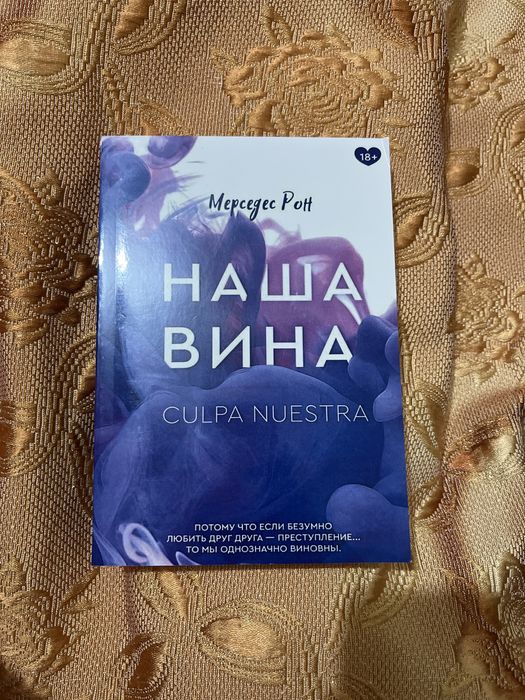 18+
Мерседес Рон
НАША
ВИНА
CULPA NUESTRA
ПОТОМУ ЧТО ЕСЛИ БЕЗУМНО
ЛЮБИТЬ ДРУГ ДРУГА — ПРЕСТУПЛЕНИЕ...
ТО МЫ ОДНОЗНАЧНО ВИНОВНЫ.